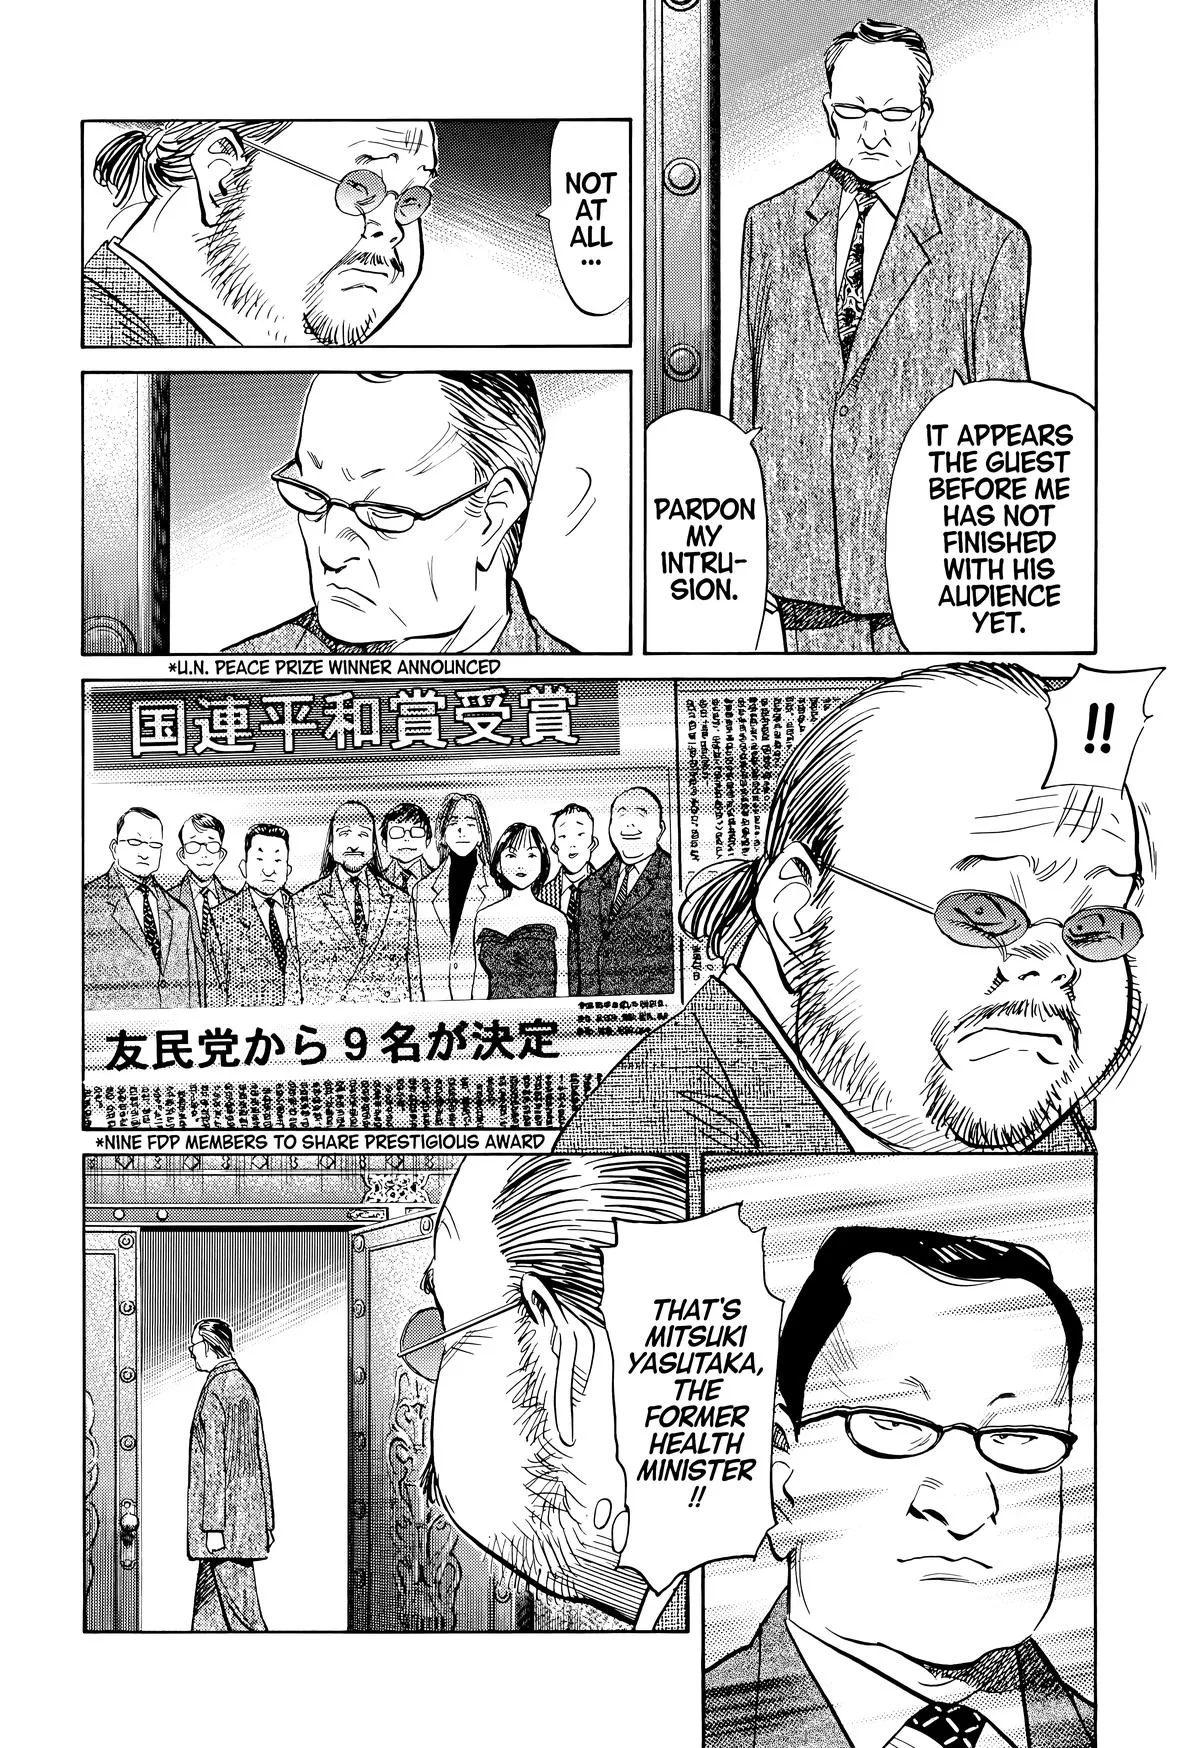 IT APPEARS
THE GUEST
BEFORE ME
HAS NOT
FINISHED
WITH HIS
AUDIENCE
YET.
PARDON
MY
INTRU-
SION.
NOT
AT
ALL
...
*U.N. PEACE PRIZE WINNER ANNOUNCED
国連平和賞受賞
!!
友民党から9名が決定
*NINE FDP MEMBERS TO SHARE PRESTIGIOUS AWARD
THAT'S
MITSUKI
YASUTAKA,
THE
FORMER
HEALTH
MINISTER
!!